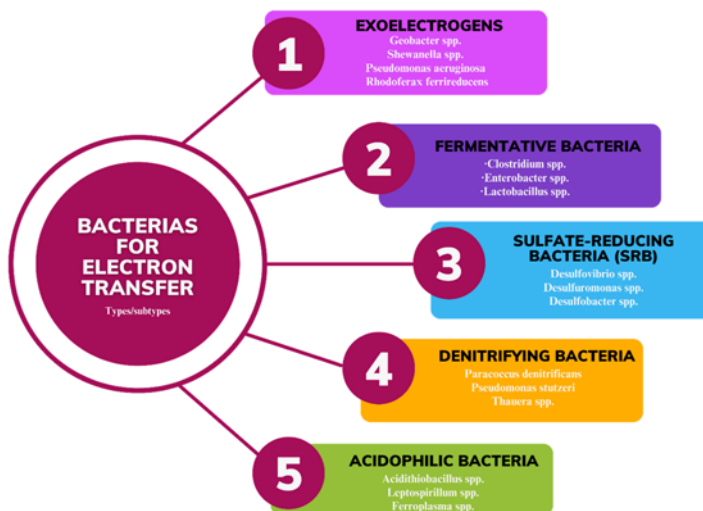 BACTERIAS
FOR
ELECTRON
TRANSFER
Types/subtypes
1
EXOELECTROGENS
Geobacter spp.
Shewanella spp.
Pseudomonas aeruginosa
Rhodoferax ferrireducens
2
FERMENTATIVE BACTERIA
·Clostridium spp.
·Enterobacter spp.
·Lactobacillus spp.
3
SULFATE-REDUCING
BACTERIA (SRB)
Desulfovibrio spp.
Desulfuromonas spp.
Desulfobacter spp.
4
DENITRIFYING BACTERIA
Paracoccus denitrificans
Pseudomonas stutzeri
Thauera spp.
5
ACIDOPHILIC BACTERIA
Acidithiobacillus spp.
Leptospirillum spp.
Ferroplasma spp.